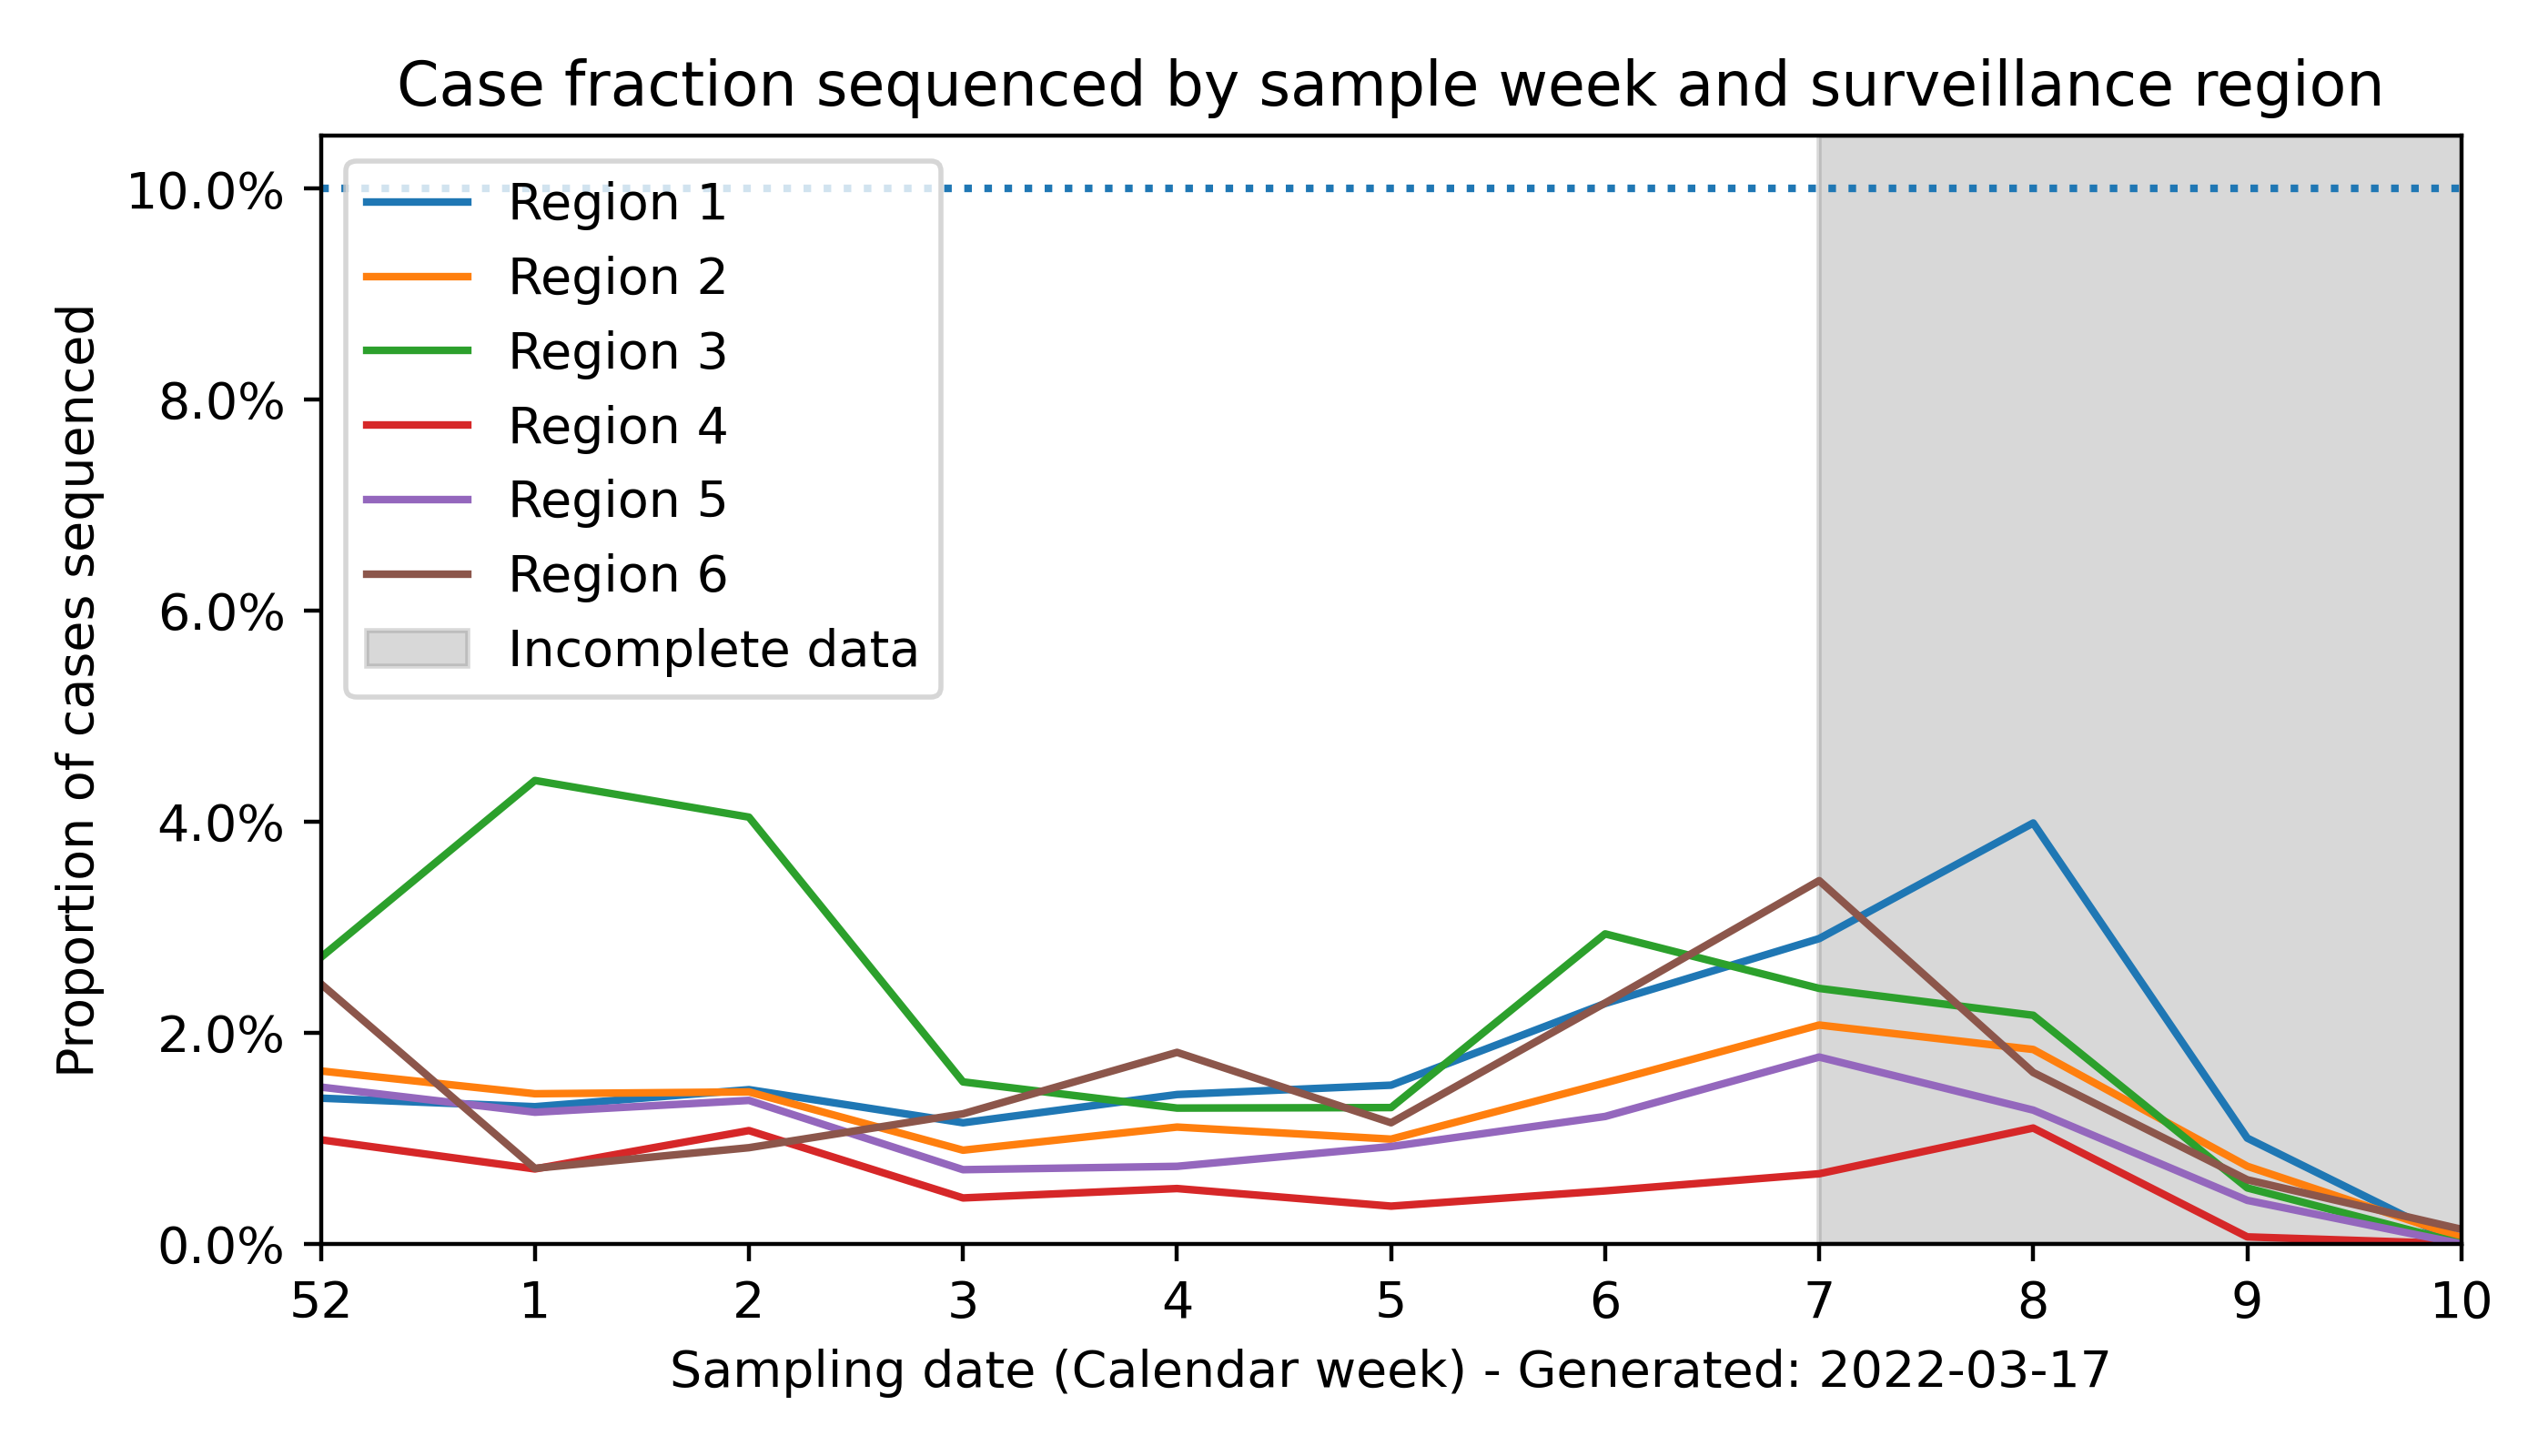 Case fraction sequenced by sample week and surveillance region
10.0%
8.0%
6.0%
4.0%
2.0%
0.0%
Proportion of cases sequenced
Region 1
Region 2
Region 3
Region 4
Region 5
Region 6
Incomplete data
52 1 2 3 4 5 6 7 8 9 10
Sampling date (Calendar week) - Generated: 2022-03-17